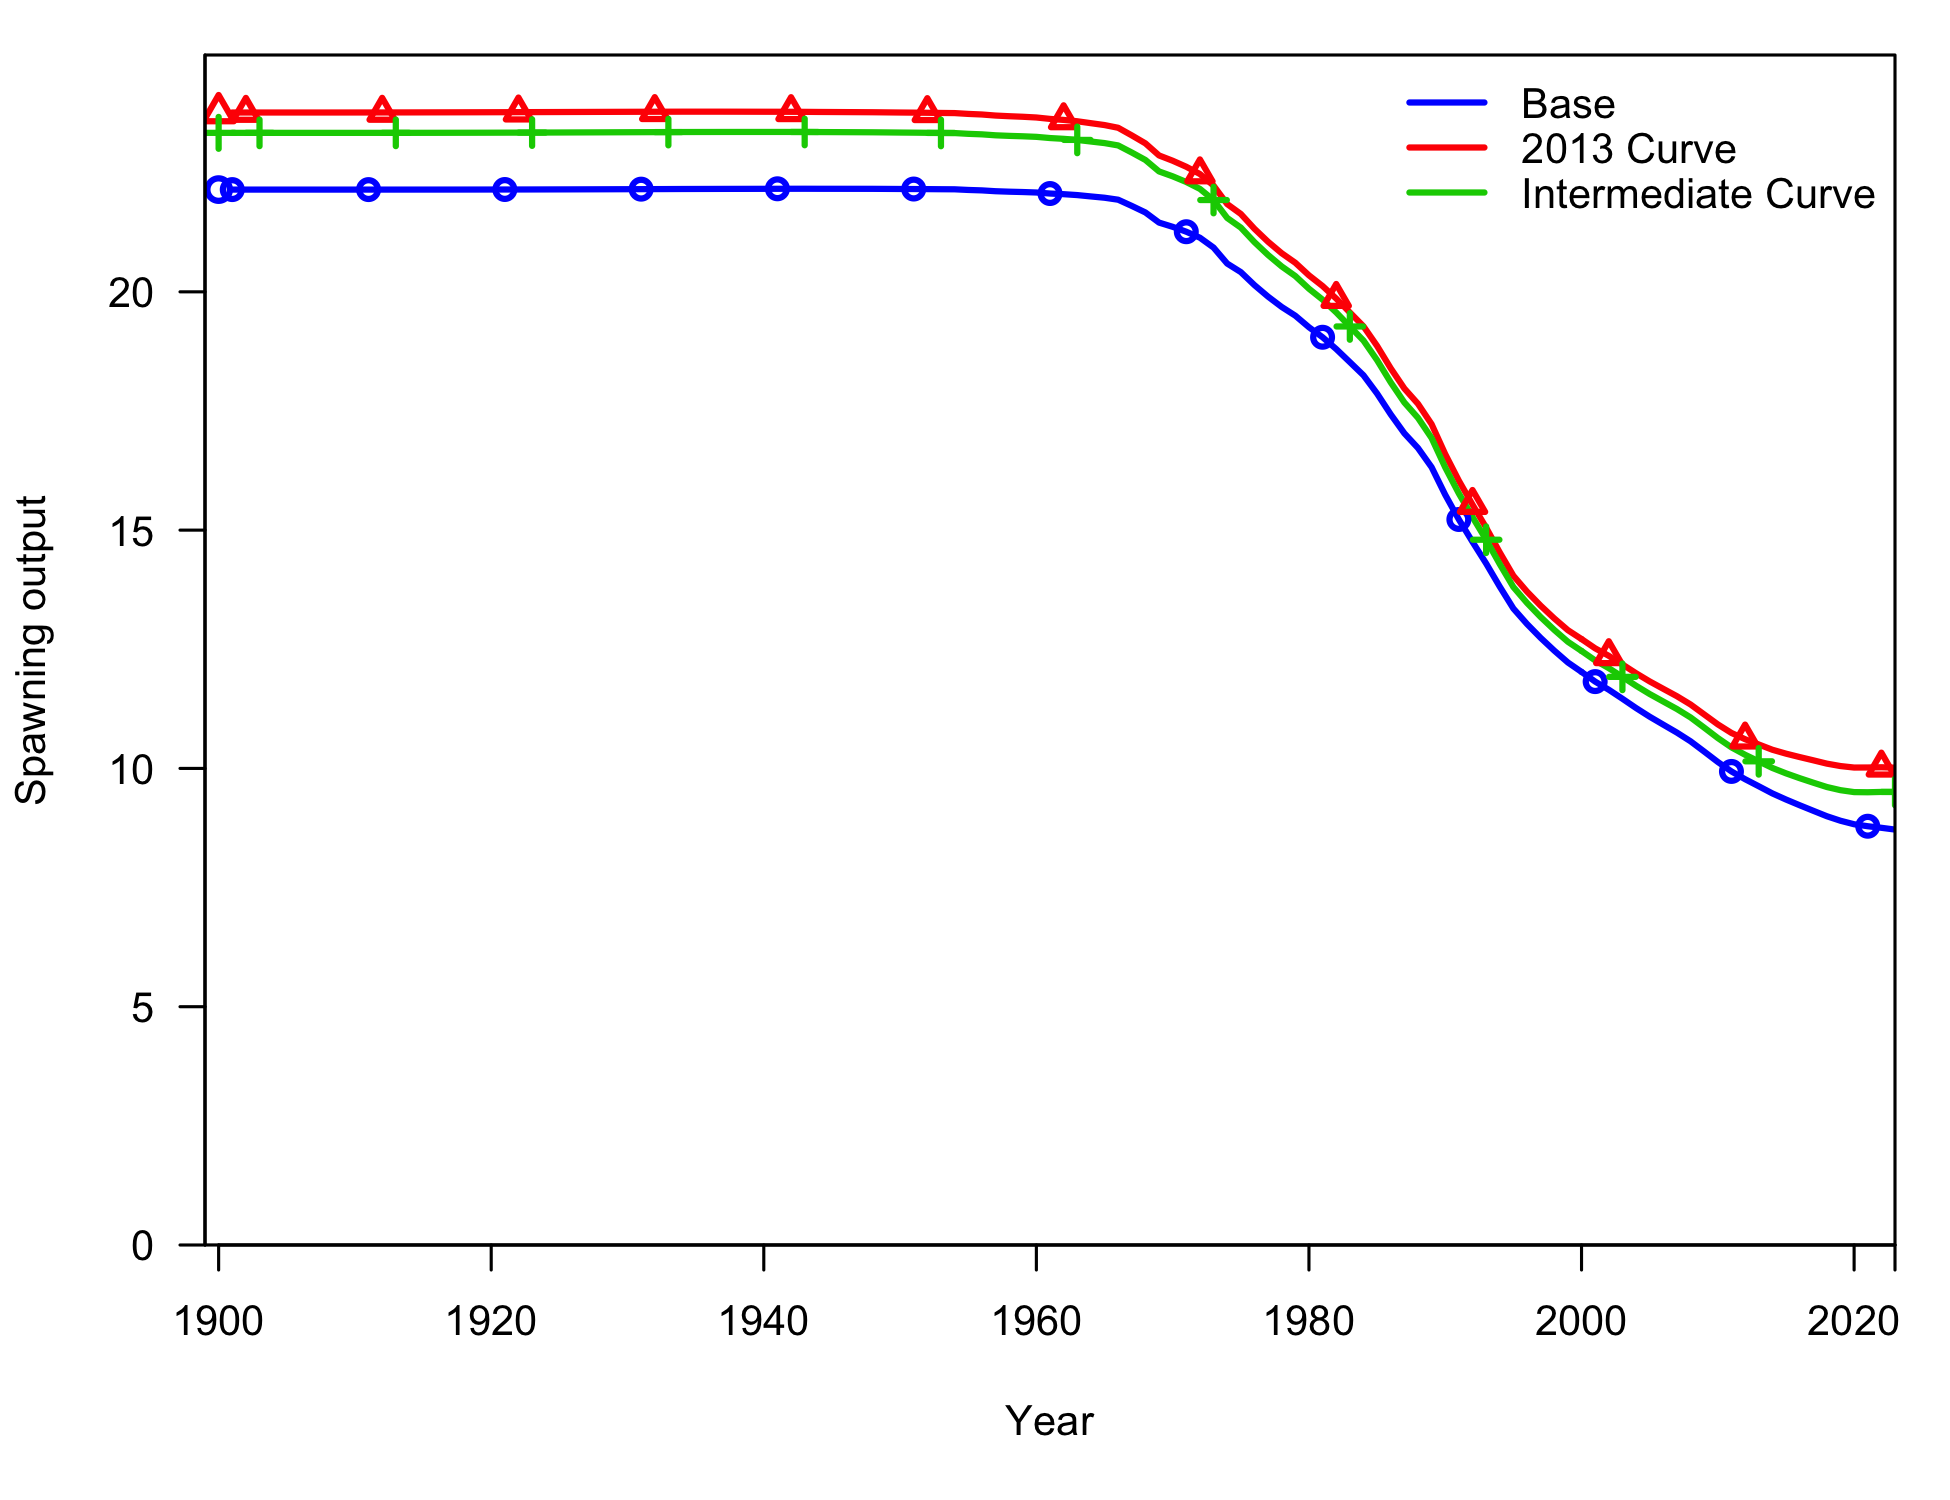 Base
2013 Curve
Intermediate Curve
20
15
10
5
0
Spawning output
1900 1920 1940 1960 1980 2000 2020
Year